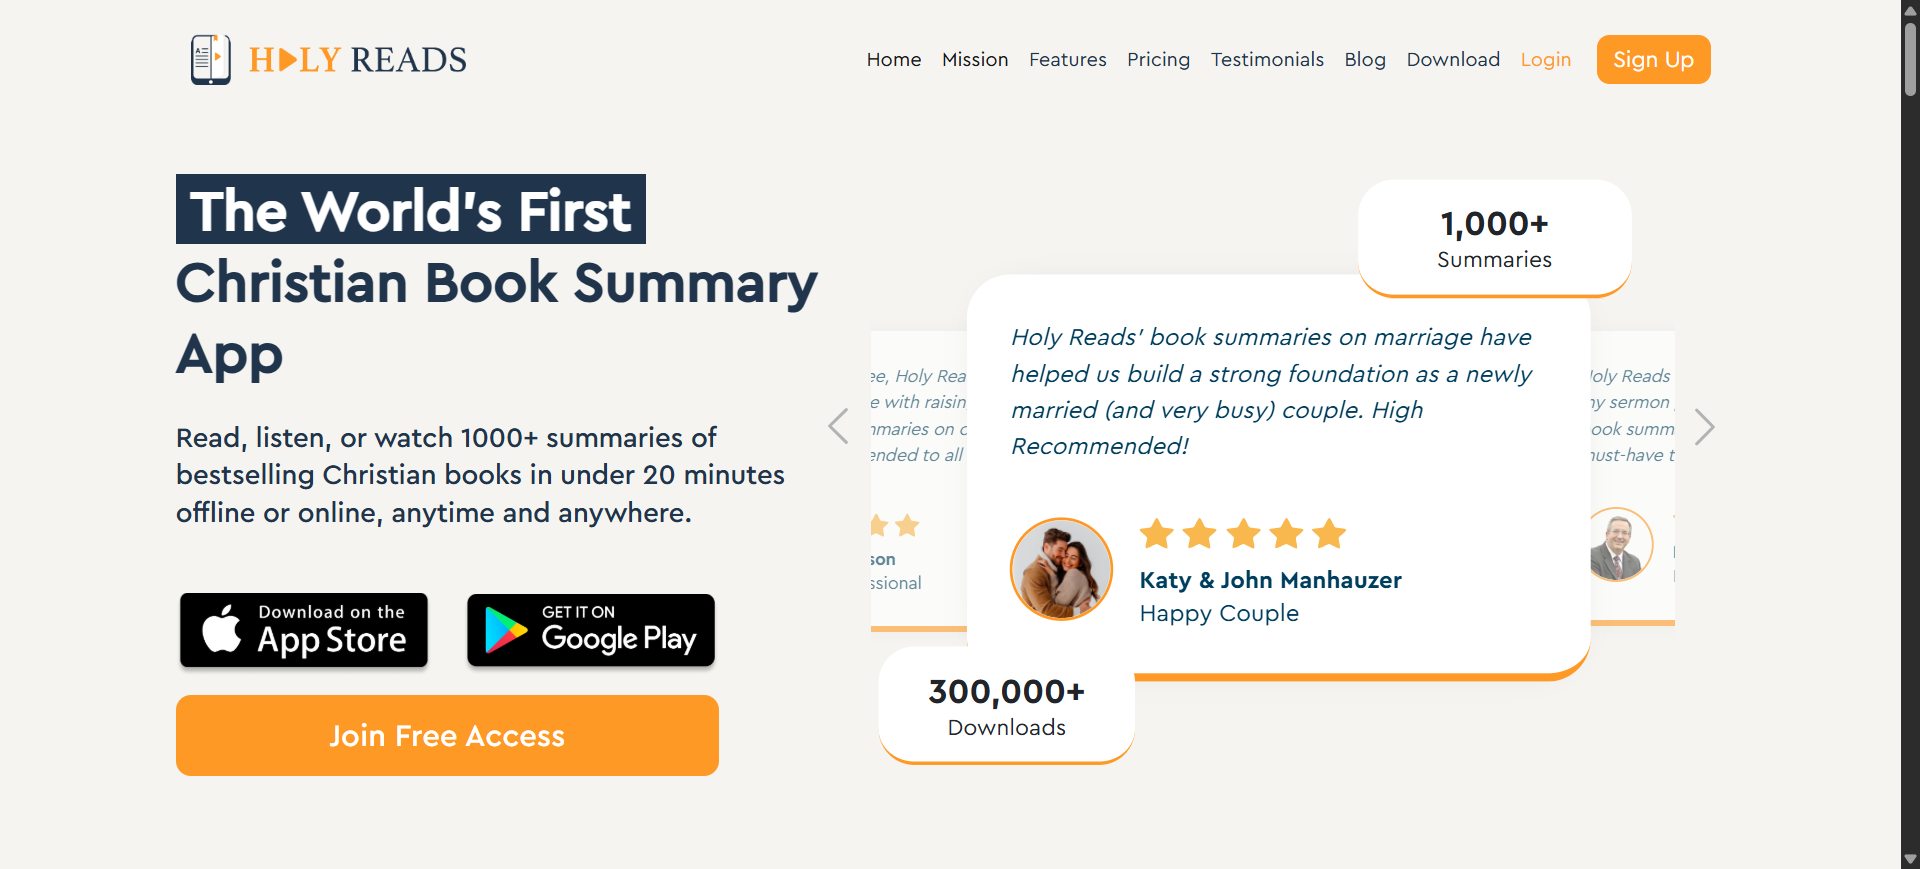 HOLY READS
Home Mission Features Pricing Testimonials Blog Download Login Sign Up
The World's First
Christian Book Summary
App
Read, listen, or watch 1000+ summaries of
bestselling Christian books in under 20 minutes
offline or online, anytime and anywhere.
Download on the
App Store
GET IT ON
Google Play
Join Free Access
1,000+
Summaries
Holy Reads' book summaries on marriage have
helped us build a strong foundation as a newly
married (and very busy) couple. High
Recommended!
Katy & John Manhauzer
Happy Couple
300,000+
Downloads
ee, Holy Rea
e with raisin
maries on
ended to all
son
ssional
Holy Reads
my sermon
ook summ
must-have t